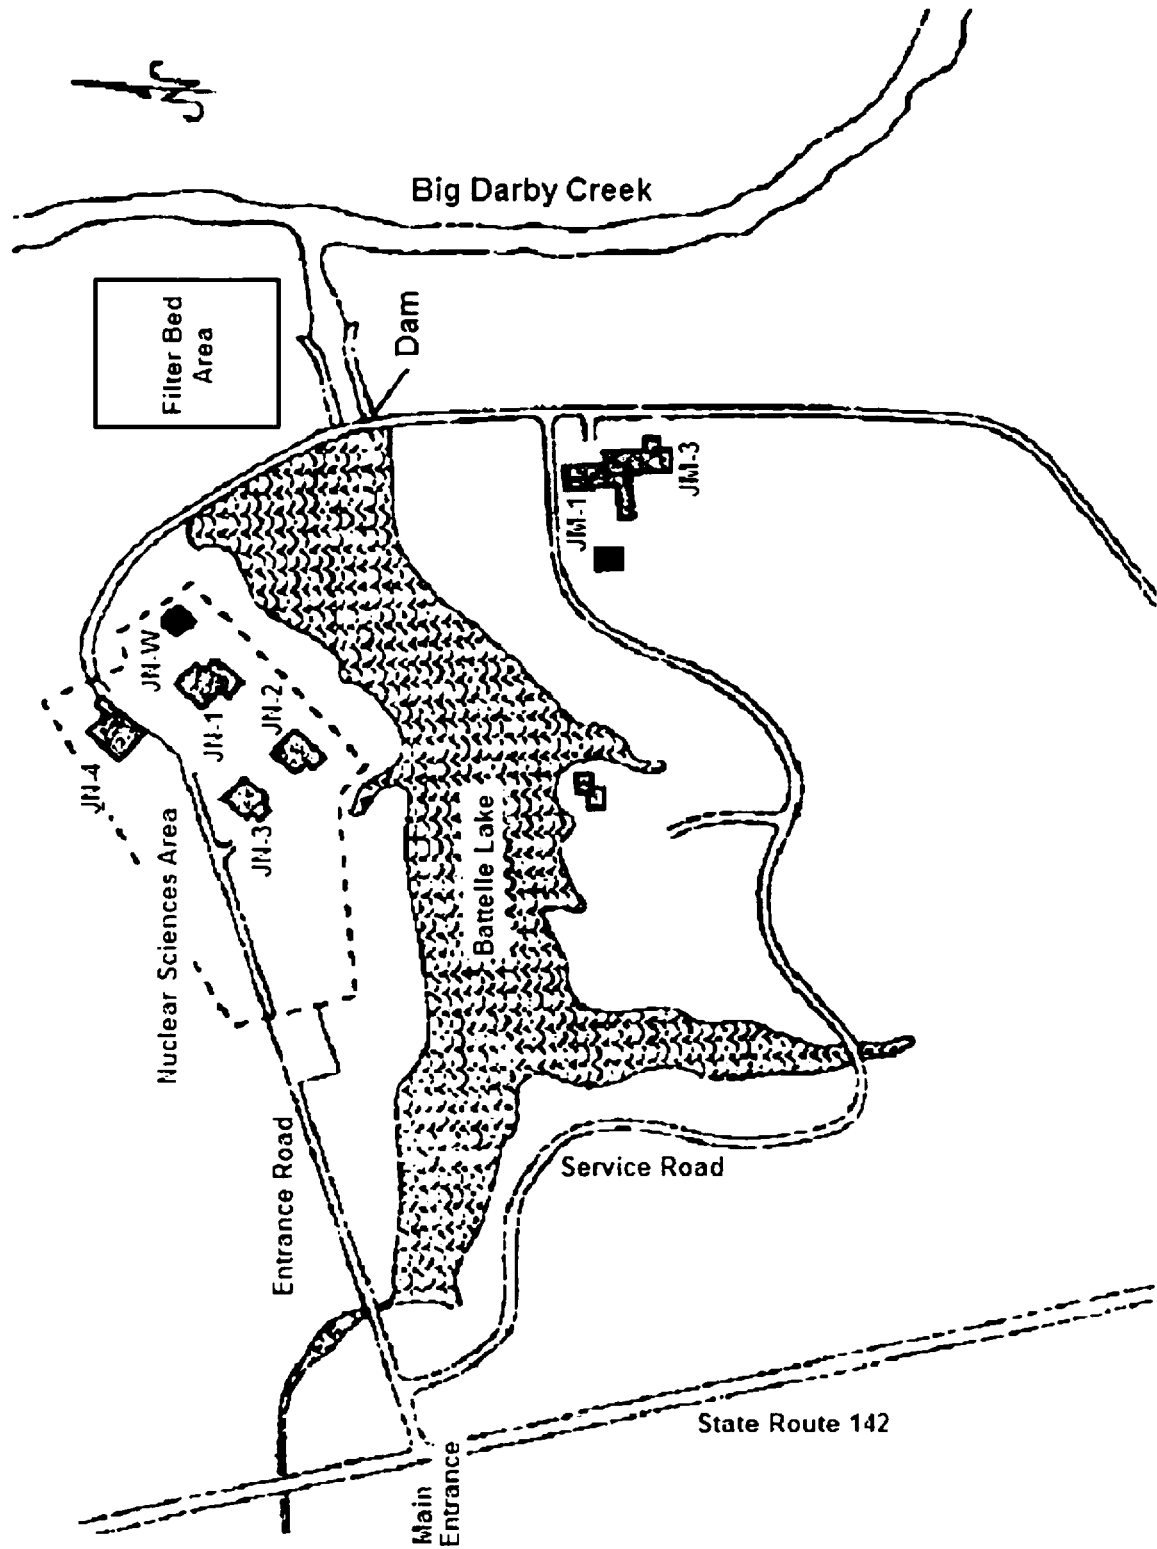 N
Big Darby Creek
Filter Bed
Area
Dam
JN-W
JN-1
JN-2
JN-3
JN-4
JM-1
JM-3
Nuclear Sciences Area
Battelle Lake
Entrance Road
Service Road
State Route 142
Main
Entrance